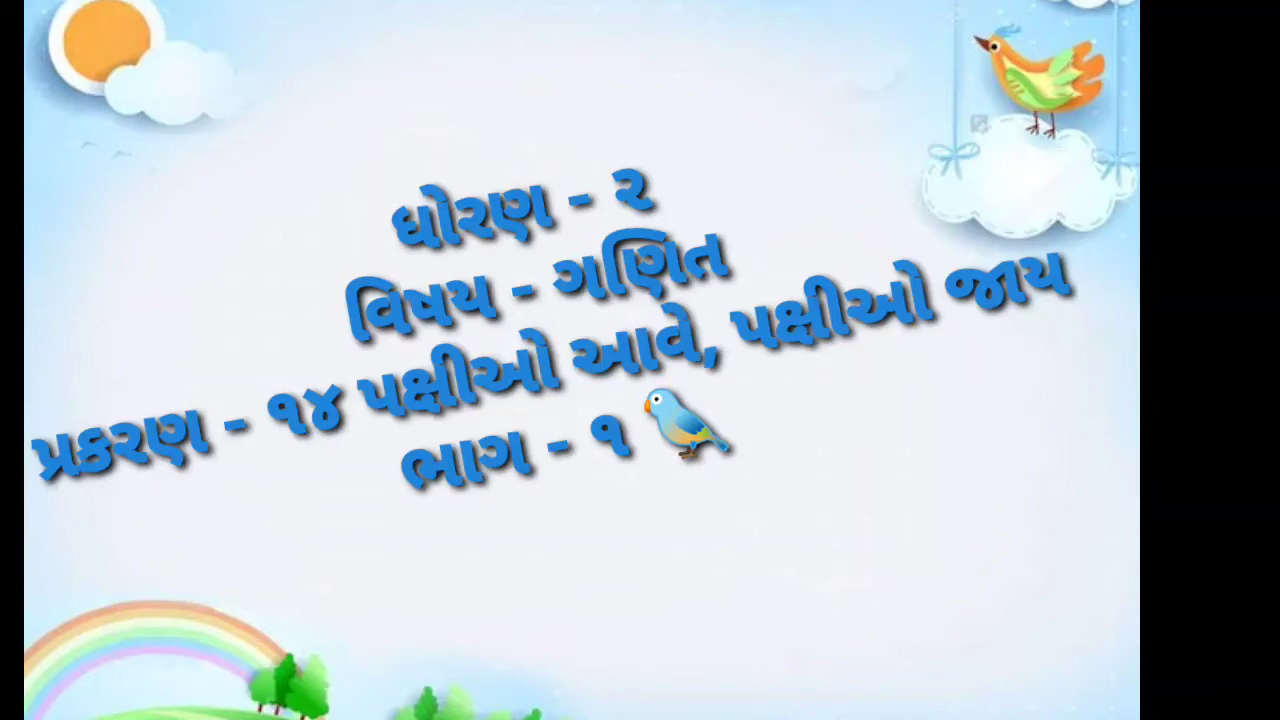 ધોરણ - ૨
વિષય - ગણિત
પ્રકરણ - ૧૪ પક્ષીઓ આવે, પક્ષીઓ જાય
ભાગ - ૧